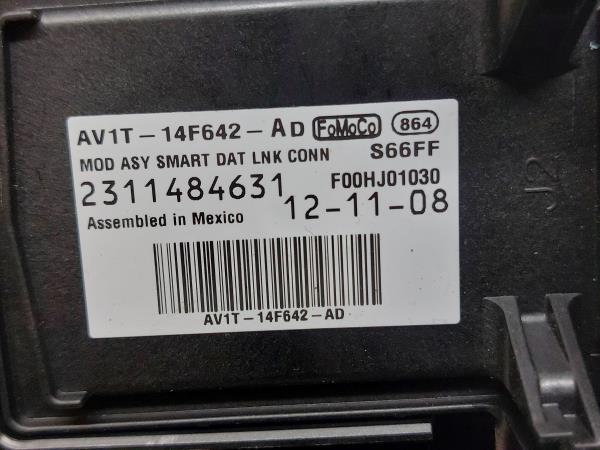 AV1T-14F642-AD FoMoCo 864
MOD ASY SMART DAT LNK CONN S66FF
2311484631 F00HJ01030
Assembled in Mexico 12-11-08
AV1T-14F642-AD
J2